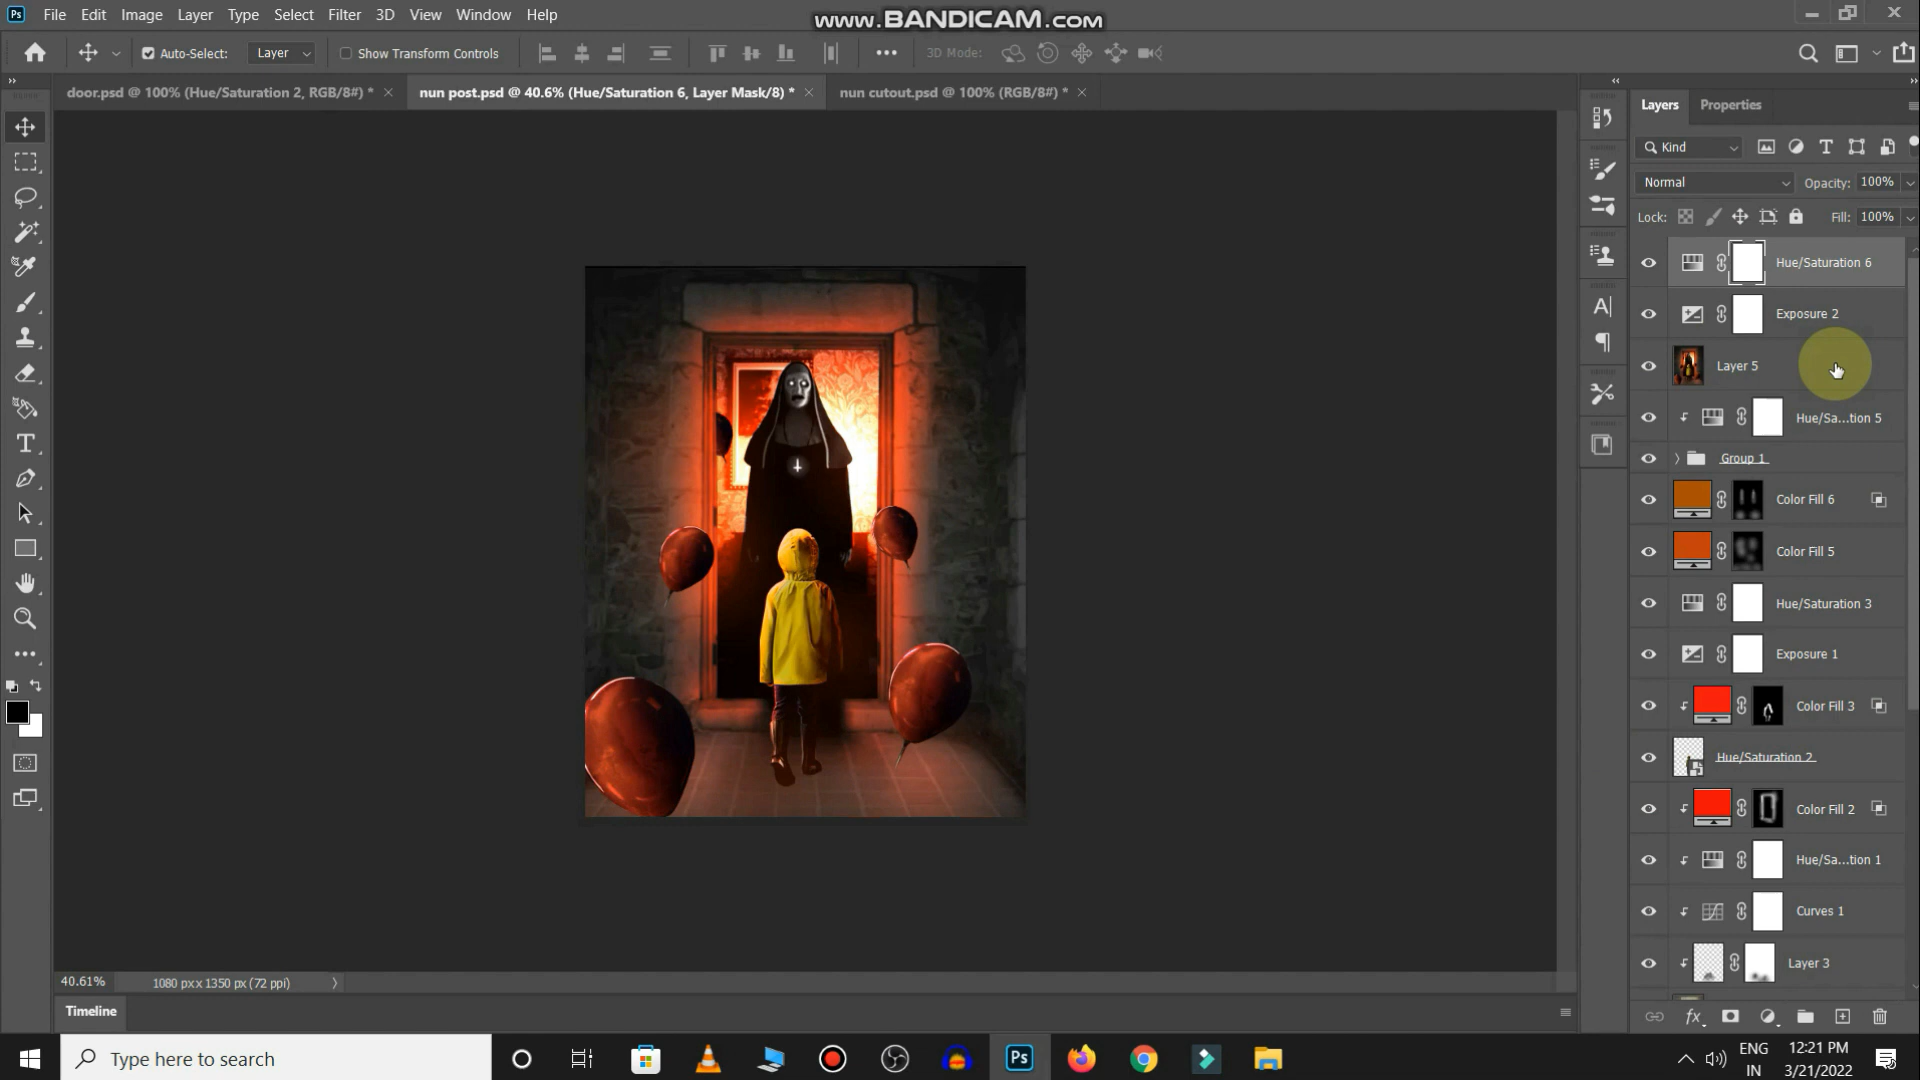 Ps File Edit Image Layer Type Select Filter 3D View Window Help
www.BANDICAM.com
Auto-Select: Layer Show Transform Controls 3D Mode:
door.psd @ 100% (Hue/Saturation 2, RGB/8#) *
nun post.psd @ 40.6% (Hue/Saturation 6, Layer Mask/8) *
nun cutout.psd @ 100% (RGB/8#) *
Layers Properties
Kind
Normal Opacity: 100%
Lock: Fill: 100%
Hue/Saturation 6
Exposure 2
Layer 5
Hue/Sa...tion 5
Group 1
Color Fill 6
Color Fill 5
Hue/Saturation 3
Exposure 1
Color Fill 3
Hue/Saturation 2
Color Fill 2
Hue/Sa...tion 1
Curves 1
Layer 3
40.61% 1080 px x 1350 px (72 ppi)
Timeline
Type here to search
Ps
ENG
IN
12:21 PM
3/21/2022